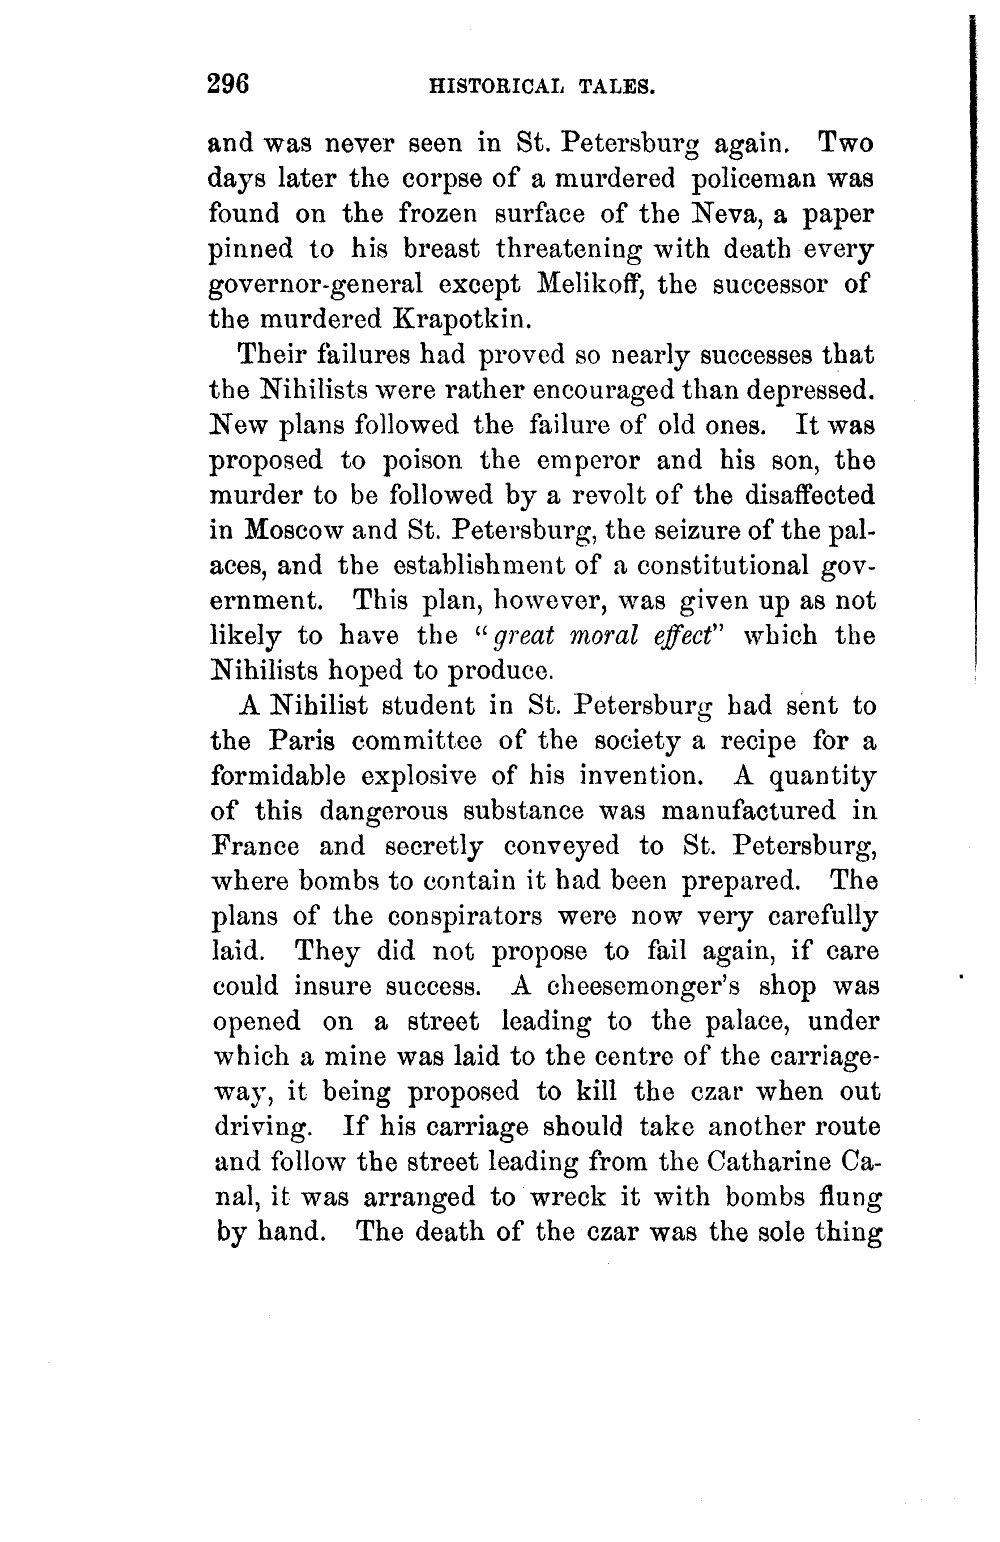 296 HISTORICAL TALES.
and was never seen in St. Petersburg again. Two
days later the corpse of a murdered policeman was
found on the frozen surface of the Neva, a paper
pinned to his breast threatening with death every
governor-general except Melikoff, the successor of
the murdered Krapotkin.
Their failures had proved so nearly successes that
the Nihilists were rather encouraged than depressed.
New plans followed the failure of old ones. It was
proposed to poison the emperor and his son, the
murder to be followed by a revolt of the disaffected
in Moscow and St. Petersburg, the seizure of the pal-
aces, and the establishment of a constitutional gov-
ernment. This plan, however, was given up as not
likely to have the "great moral effect" which the
Nihilists hoped to produce.
A Nihilist student in St. Petersburg had sent to
the Paris committee of the society a recipe for a
formidable explosive of his invention. A quantity
of this dangerous substance was manufactured in
France and secretly conveyed to St. Petersburg,
where bombs to contain it had been prepared. The
plans of the conspirators were now very carefully
laid. They did not propose to fail again, if care
could insure success. A cheesemonger's shop was
opened on a street leading to the palace, under
which a mine was laid to the centre of the carriage-
way, it being proposed to kill the czar when out
driving. If his carriage should take another route
and follow the street leading from the Catharine Ca-
nal, it was arranged to wreck it with bombs flung
by hand. The death of the czar was the sole thing